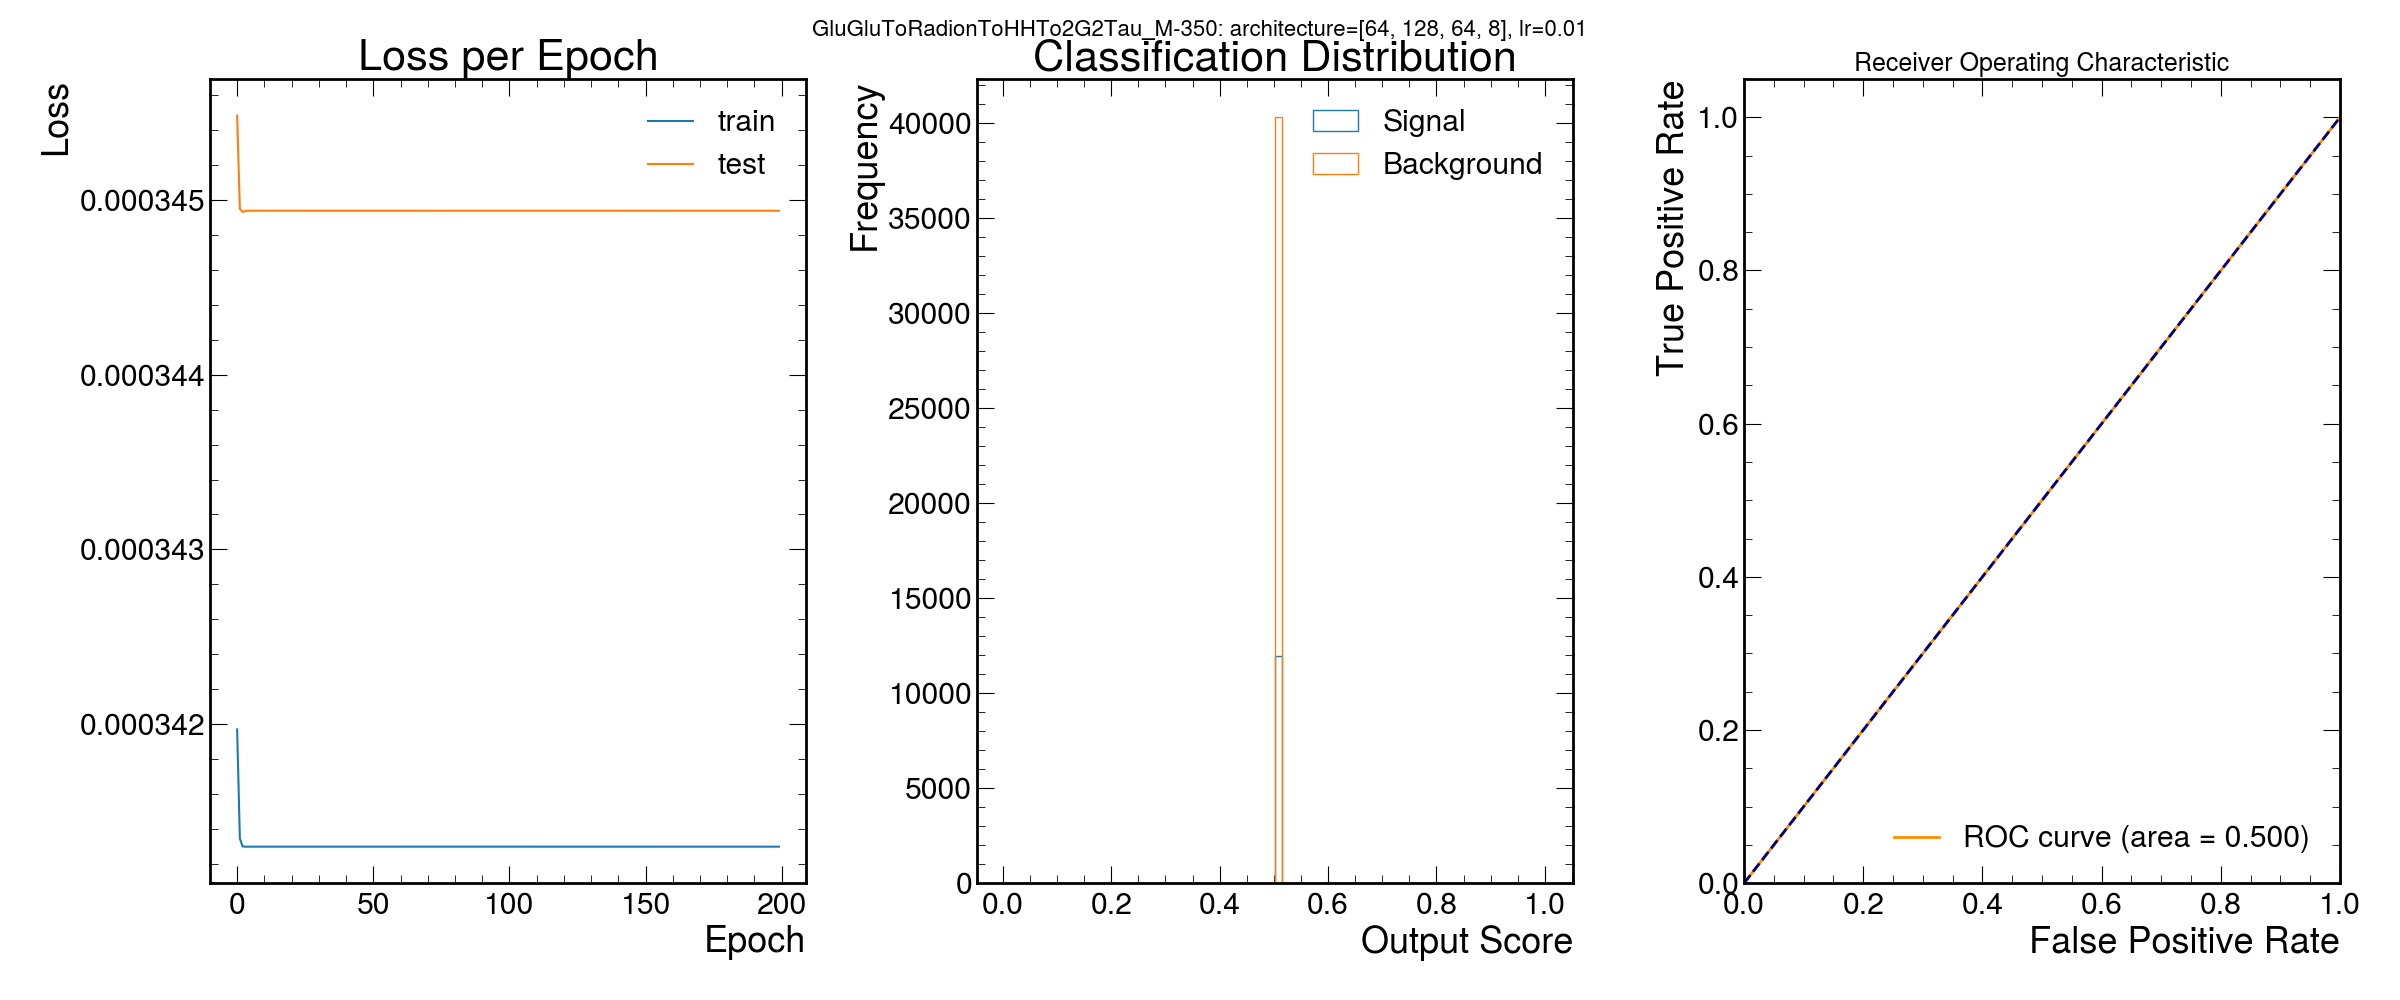 GluGluToRadionToHHTo2G2Tau_M-350: architecture=[64, 128, 64, 8], lr=0.01
Loss per Epoch
Loss
train
test
0.000345
0.000344
0.000343
0.000342
0 50 100 150 200
Epoch
Classification Distribution
Frequency
Signal
Background
40000
35000
30000
25000
20000
15000
10000
5000
0
0.0 0.2 0.4 0.6 0.8 1.0
Output Score
Receiver Operating Characteristic
True Positive Rate
1.0
0.8
0.6
0.4
0.2
0.0
ROC curve (area = 0.500)
0.0 0.2 0.4 0.6 0.8 1.0
False Positive Rate